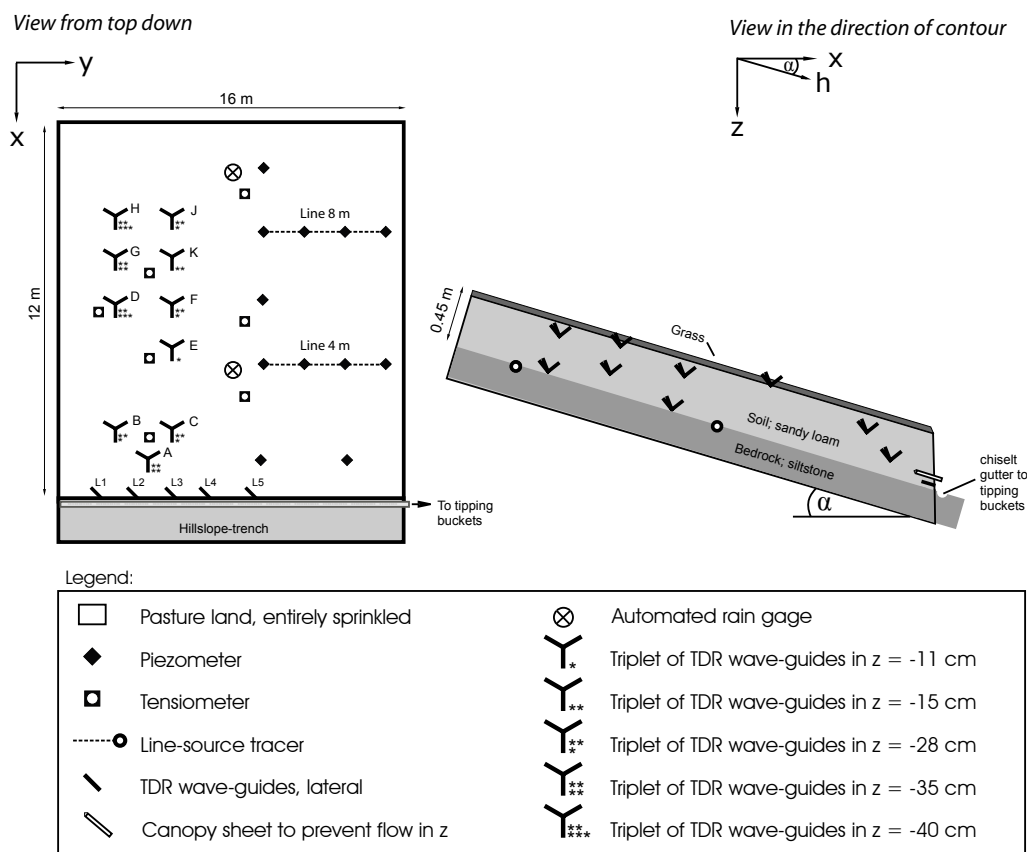 View from top down
View in the direction of contour
y
x
x
α
h
z
16 m
12 m
Line 8 m
H
**
***
J
**
*
G
**
**
K
**
D
**
***
F
**
*
E
*
Line 4 m
B
**
*
C
**
*
A
**
**
L1
L2
L3
L4
L5
To tipping
buckets
Hillslope-trench
0.45 m
Grass
Soil; sandy loam
Bedrock; siltstone
α
chiselt
gutter to
tipping
buckets
Legend:
Pasture land, entirely sprinkled
Piezometer
Tensiometer
Line-source tracer
TDR wave-guides, lateral
Canopy sheet to prevent flow in z
Automated rain gage
* Triplet of TDR wave-guides in z = -11 cm
** Triplet of TDR wave-guides in z = -15 cm
**
* Triplet of TDR wave-guides in z = -28 cm
**
** Triplet of TDR wave-guides in z = -35 cm
**
*** Triplet of TDR wave-guides in z = -40 cm